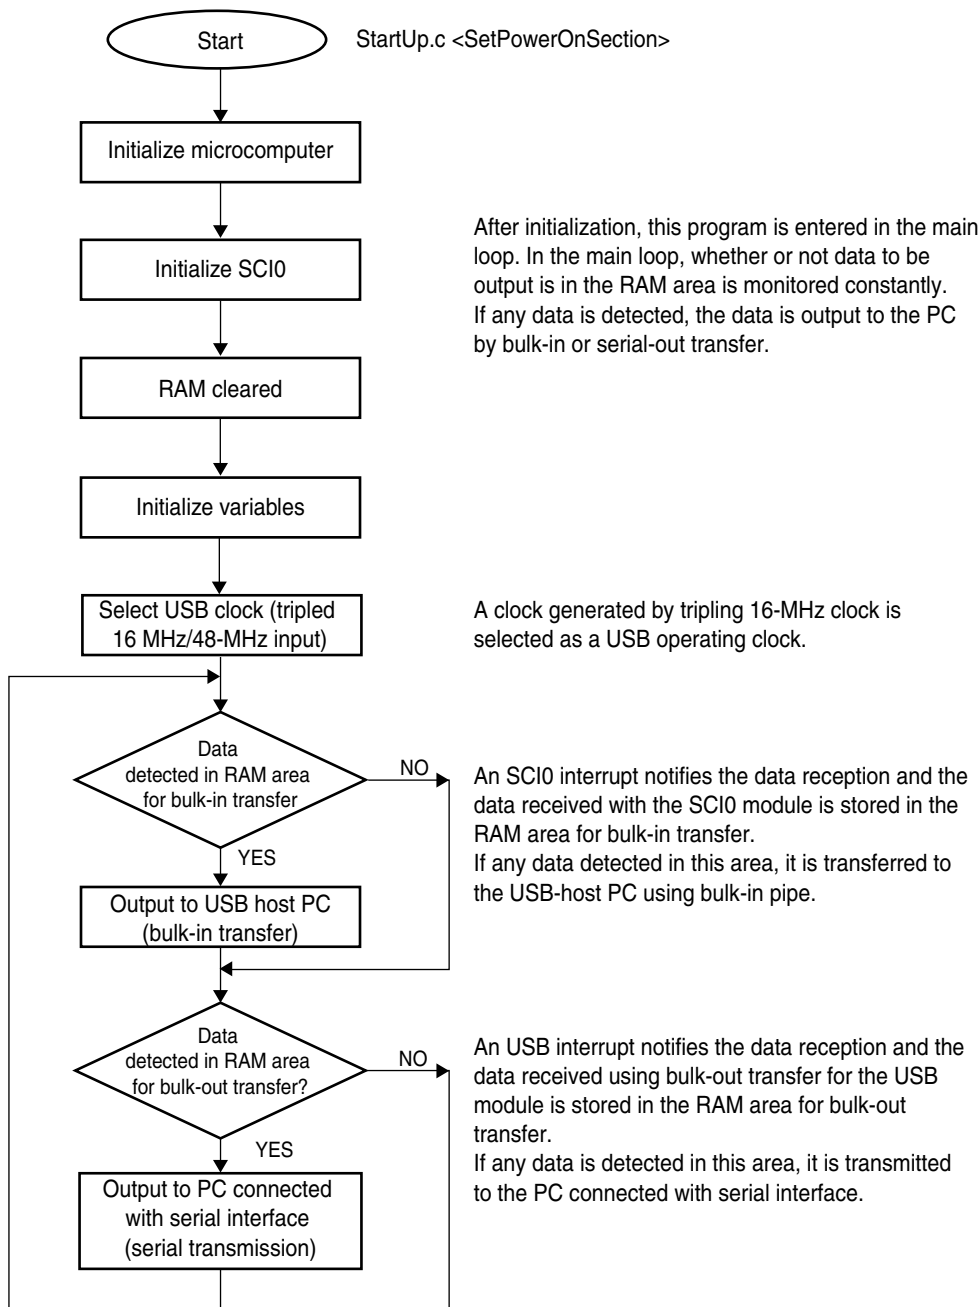 Start
StartUp.c <SetPowerOnSection>
Initialize microcomputer
Initialize SCI0
After initialization, this program is entered in the main
loop. In the main loop, whether or not data to be
output is in the RAM area is monitored constantly.
If any data is detected, the data is output to the PC
by bulk-in or serial-out transfer.
RAM cleared
Initialize variables
Select USB clock (tripled
16 MHz/48-MHz input)
A clock generated by tripling 16-MHz clock is
selected as a USB operating clock.
Data
detected in RAM area
for bulk-in transfer
NO
YES
An SCI0 interrupt notifies the data reception and the
data received with the SCI0 module is stored in the
RAM area for bulk-in transfer.
If any data detected in this area, it is transferred to
the USB-host PC using bulk-in pipe.
Output to USB host PC
(bulk-in transfer)
Data
detected in RAM area
for bulk-out transfer?
NO
YES
An USB interrupt notifies the data reception and the
data received using bulk-out transfer for the USB
module is stored in the RAM area for bulk-out
transfer.
If any data is detected in this area, it is transmitted
to the PC connected with serial interface.
Output to PC connected
with serial interface
(serial transmission)